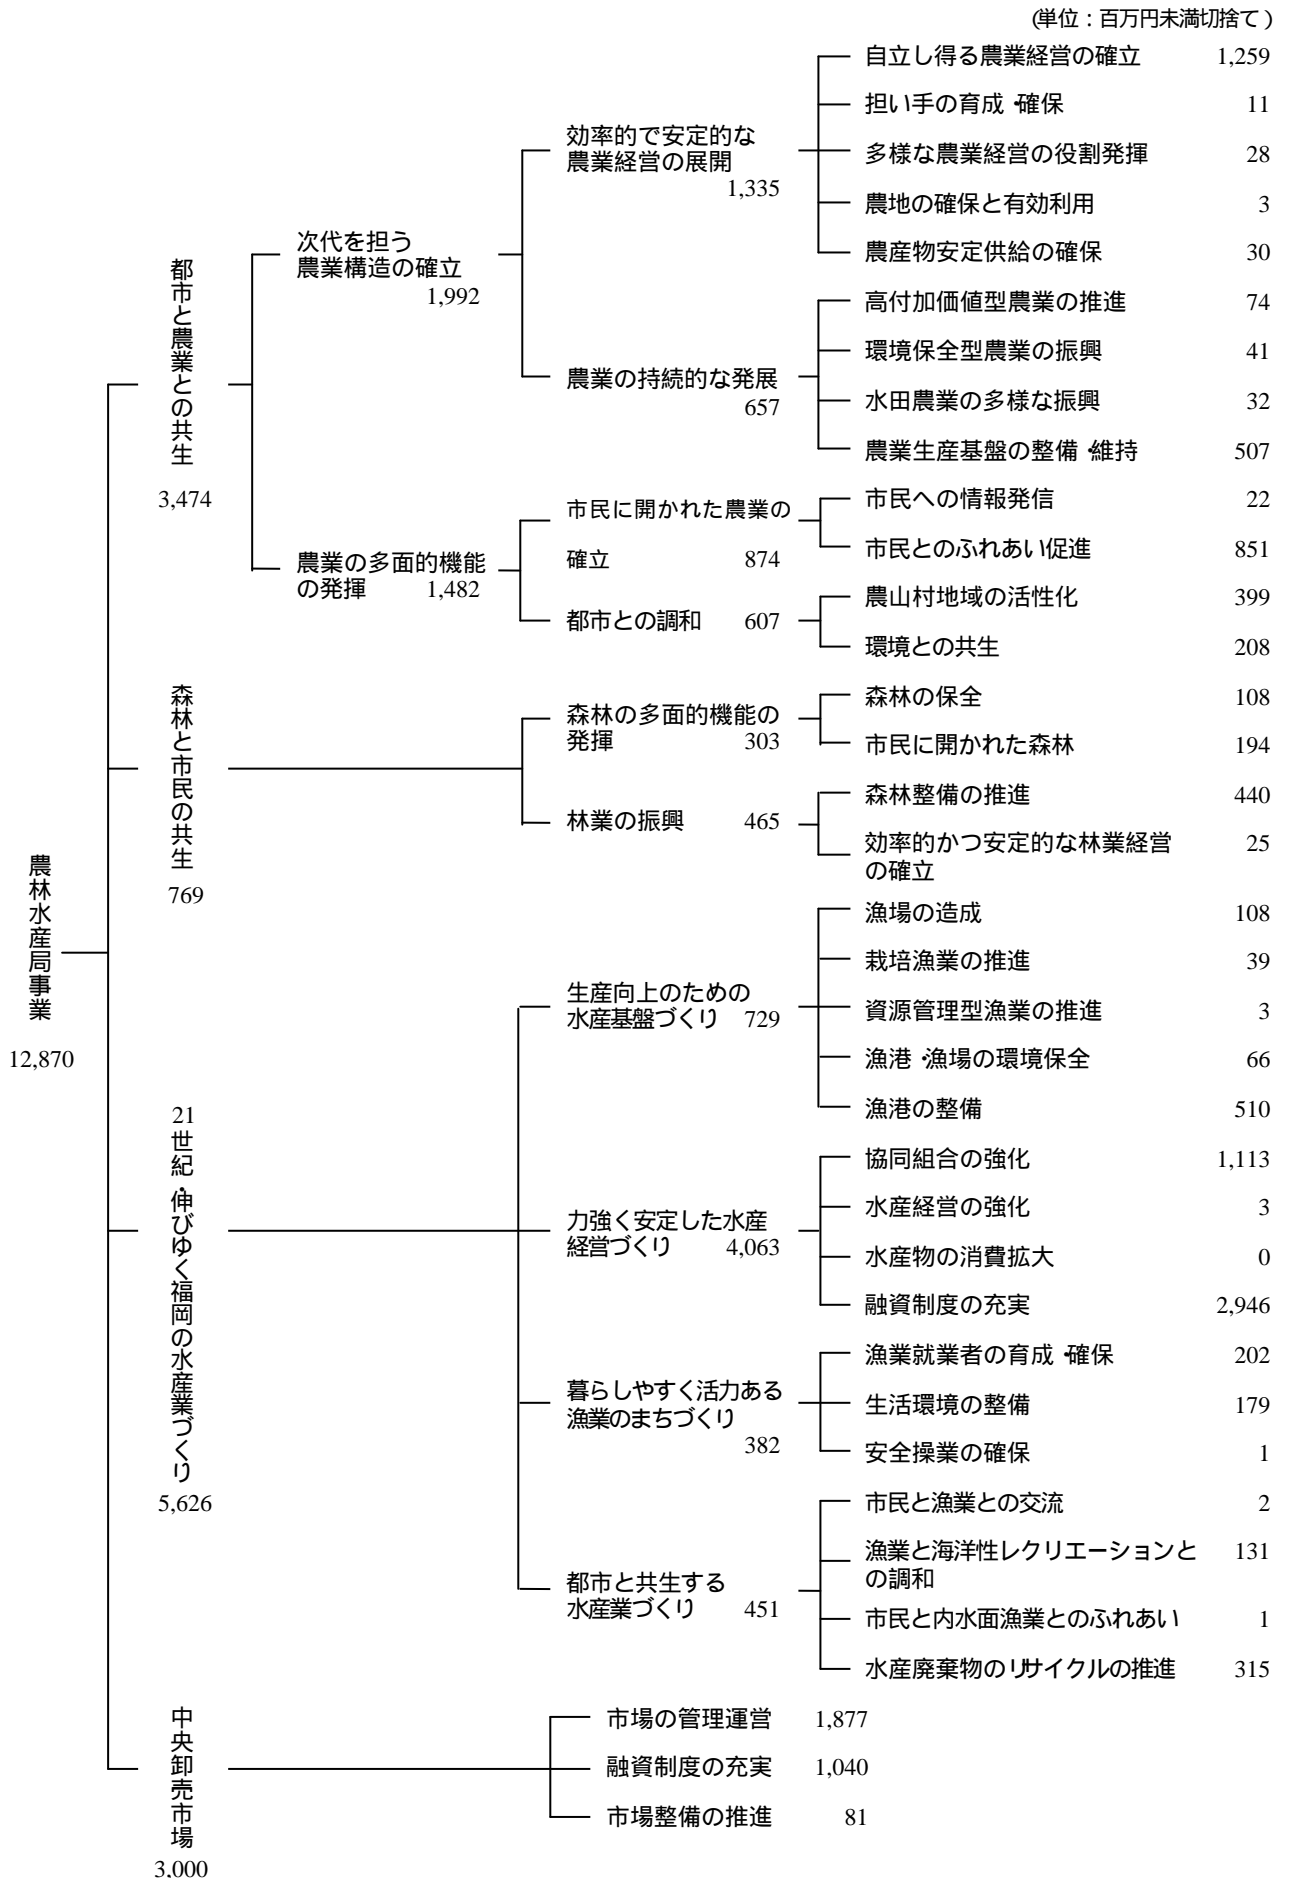 (単位：百万円未満切捨て)
農林水産局事業
12,870
都市と農業との共生
3,474
次代を担う
農業構造の確立
1,992
効率的で安定的な
農業経営の展開
1,335
自立し得る農業経営の確立 1,259
担い手の育成・確保 11
多様な農業経営の役割発揮 28
農地の確保と有効利用 3
農産物安定供給の確保 30
農業の持続的な発展
657
高付加価値型農業の推進 74
環境保全型農業の振興 41
水田農業の多様な振興 32
農業生産基盤の整備・維持 507
農業の多面的機能
の発揮 1,482
市民に開かれた農業の
確立 874
市民への情報発信 22
市民とのふれあい促進 851
都市との調和 607
農山村地域の活性化 399
環境との共生 208
森林と市民の共生
769
森林の多面的機能の
発揮 303
森林の保全 108
市民に開かれた森林 194
林業の振興 465
森林整備の推進 440
効率的かつ安定的な林業経営 25
の確立
21世紀・伸びゆく福岡の水産業づくり
5,626
生産向上のための
水産基盤づくり 729
漁場の造成 108
栽培漁業の推進 39
資源管理型漁業の推進 3
漁港・漁場の環境保全 66
漁港の整備 510
力強く安定した水産
経営づくり 4,063
協同組合の強化 1,113
水産経営の強化 3
水産物の消費拡大 0
融資制度の充実 2,946
暮らしやすく活力ある
漁業のまちづくり
382
漁業就業者の育成・確保 202
生活環境の整備 179
安全操業の確保 1
都市と共生する
水産業づくり 451
市民と漁業との交流 2
漁業と海洋性レクリエーションと 131
の調和
市民と内水面漁業とのふれあい 1
水産廃棄物のリサイクルの推進 315
中央卸売市場
3,000
市場の管理運営 1,877
融資制度の充実 1,040
市場整備の推進 81